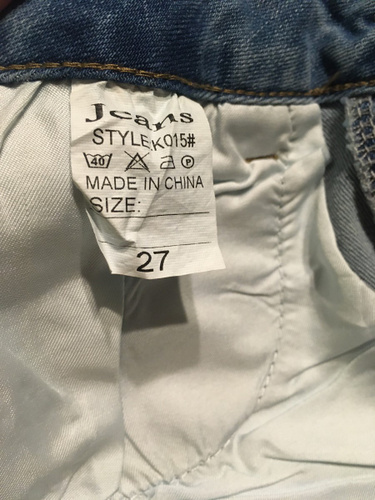 Jeans
STYLE:K015#
40 P
MADE IN CHINA
SIZE:
27